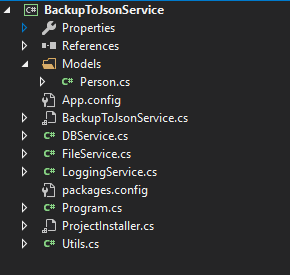 BackupToJsonService
Properties
References
Models
C# Person.cs
App.config
BackupToJsonService.cs
C# DBService.cs
C# FileService.cs
C# LoggingService.cs
packages.config
C# Program.cs
ProjectInstaller.cs
C# Utils.cs